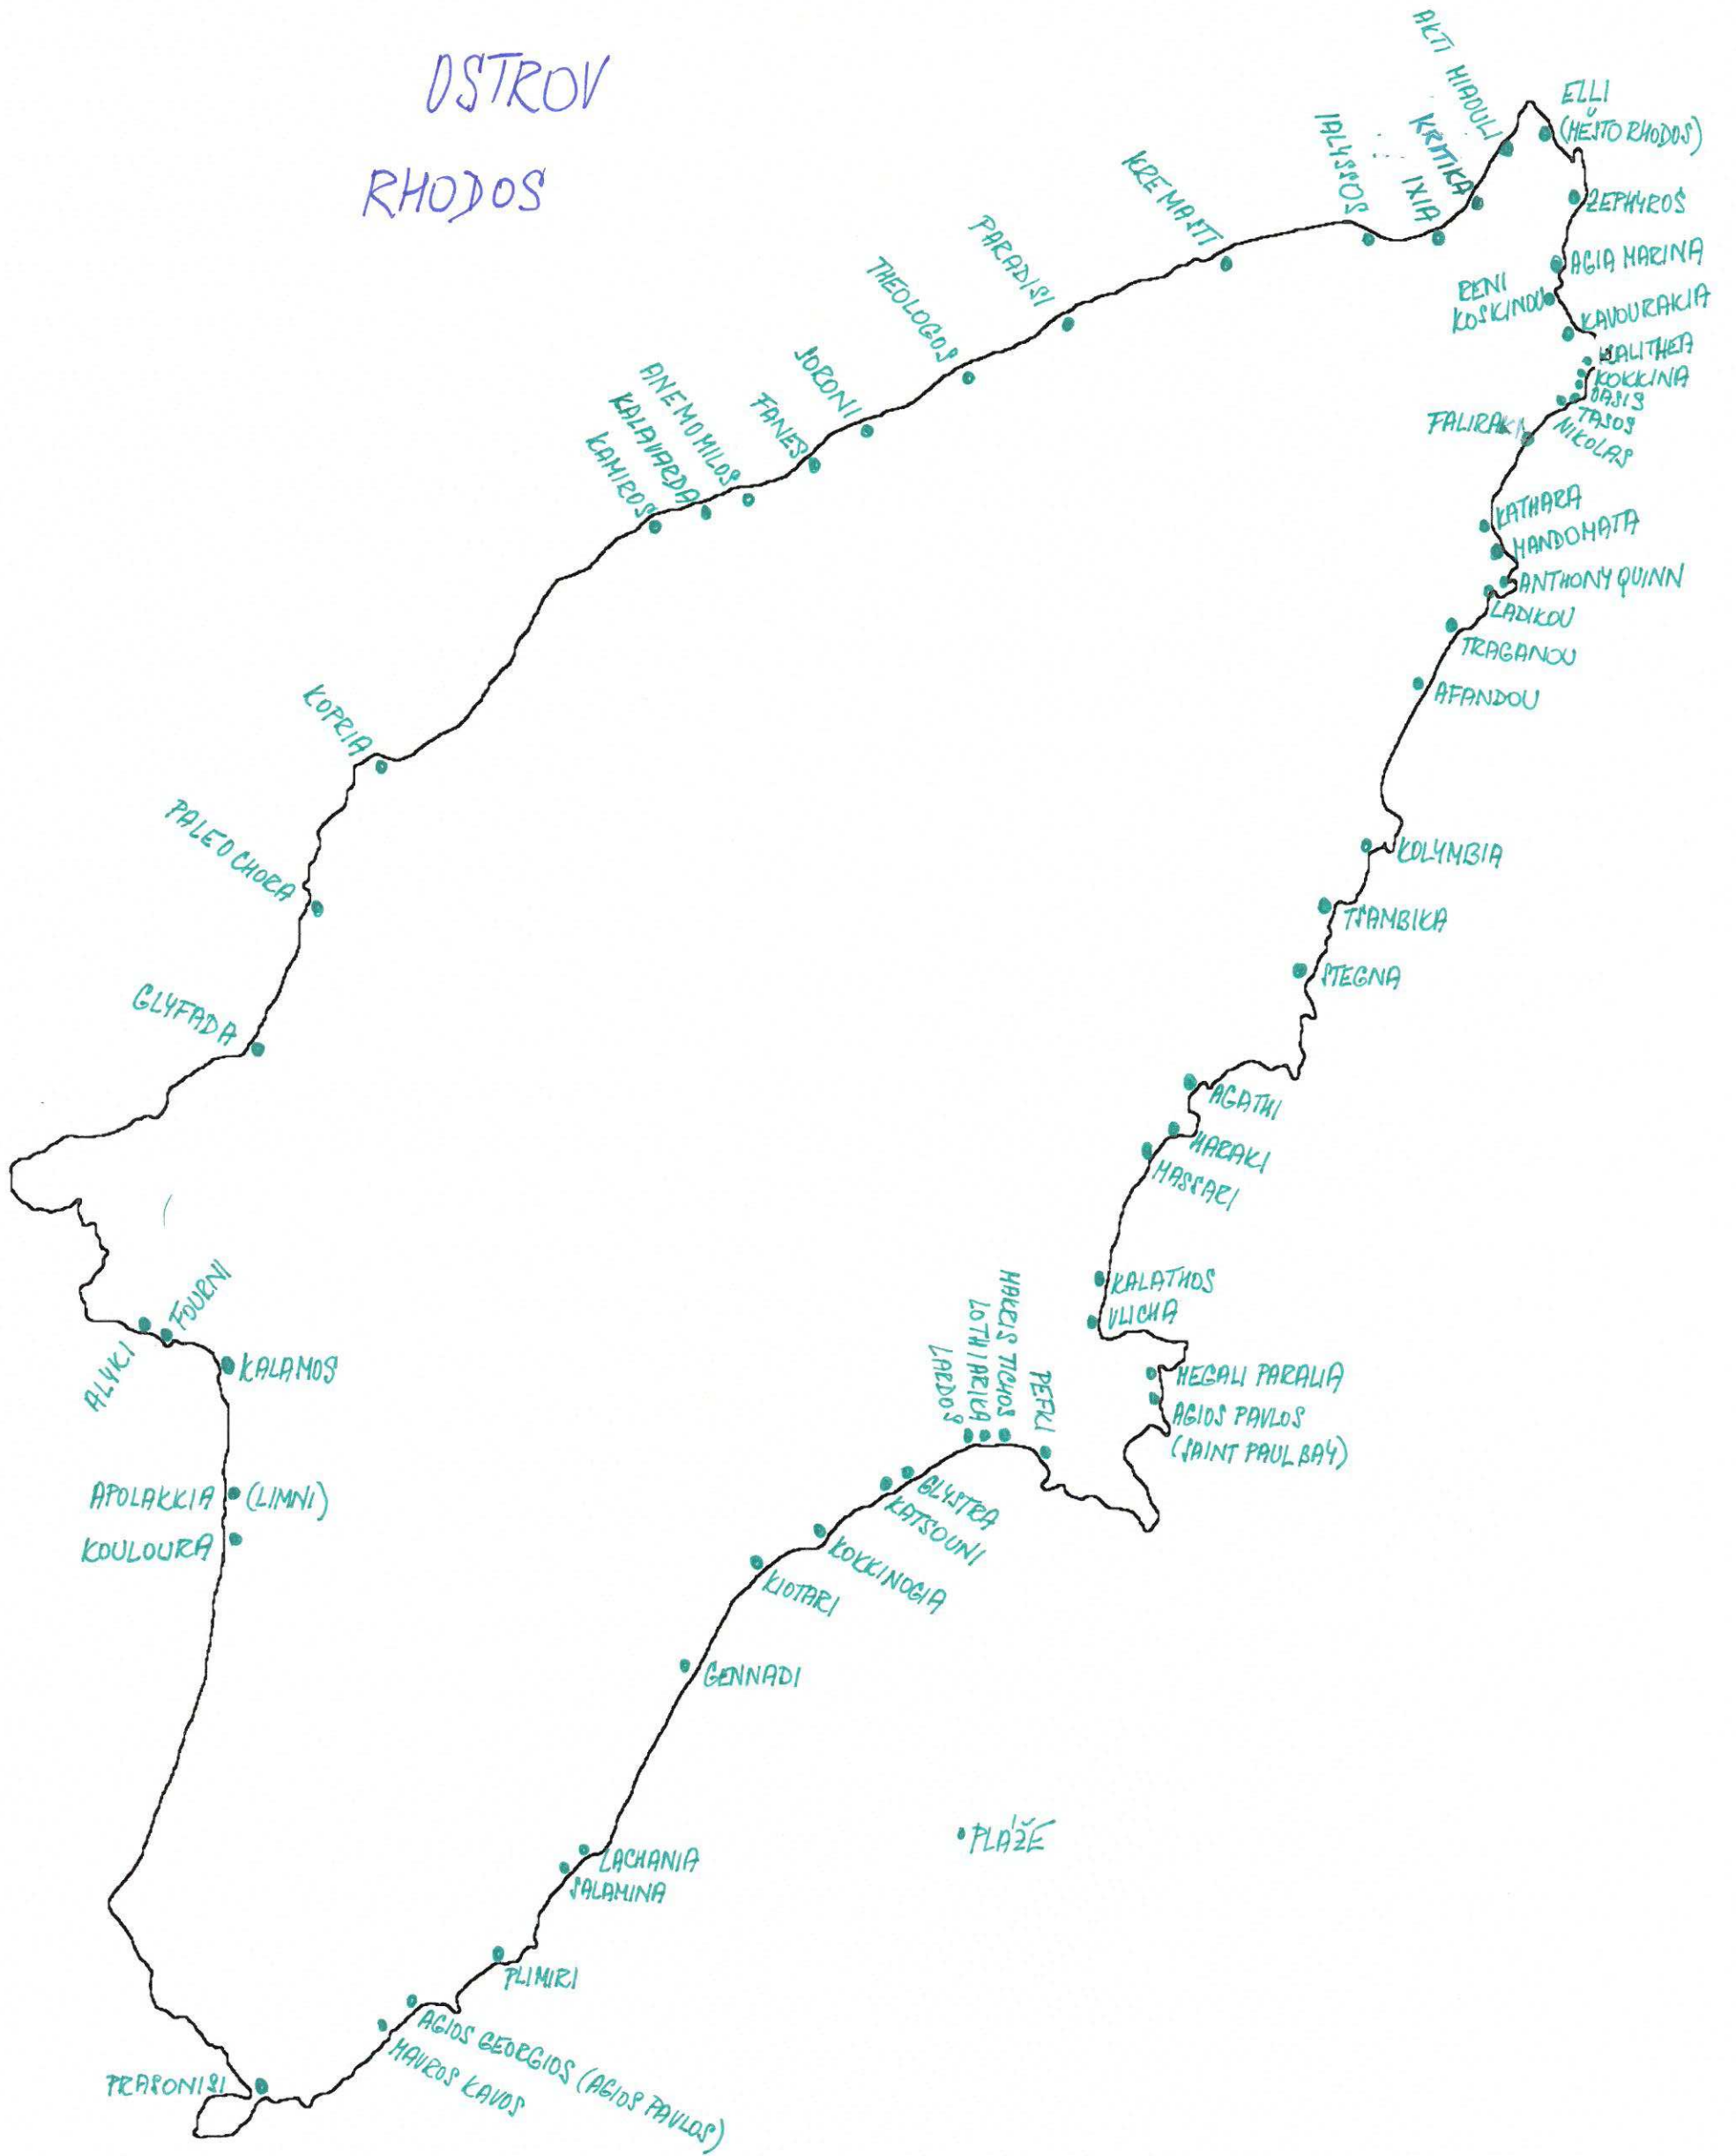 OSTROV
RHODOS
AKTI MIAOULI
ELLI
(MĚSTO RHODOS)
KRITIKA
IXIA
IALYSSOS
KREMASTI
PARADISI
THEOLOGOS
SORONI
FANES
ANEMOMILOS
KALAVARDA
KAMIROS
KOPRIA
PALEOCHORA
GLYFADA
FOURNI
ALYKI
KALAMOS
APOLAKKIA (LIMNI)
KOULOURA
PRASONISI
ZEPHYROS
AGIA MARINA
RENI
KOSKINOU
KAVOURAKIA
KALITHEA
KOKKINA
OASIS
TASOS
NIKOLAS
FALIRAKI
KATHARA
MANDOMATA
ANTHONY QUINN
LADIKOU
TRAGANOU
AFANDOU
KOLYMBIA
TSAMBIKA
STEGNA
AGATHI
HARAKI
MASSARI
KALATHOS
VLICHA
MEGALI PARALIA
AGIOS PAVLOS
(SAINT PAUL BAY)
PEFKI
MAKRIS TICHOS
LOTHIARIKA
LARDOS
GLYSTRA
KATSOUNI
KOKKINOGIA
KIOTARI
GENNADI
LACHANIA
SALAMINA
PLIMIRI
AGIOS GEORGIOS (AGIOS PAVLOS)
MAVROS KAVOS
PLÁŽE